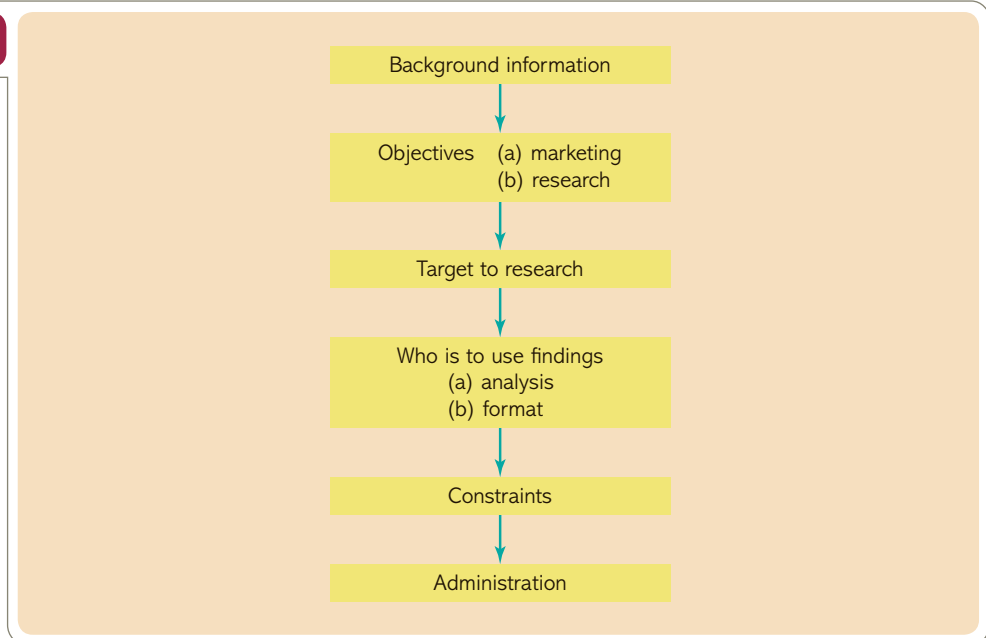 Background information
Objectives (a) marketing
(b) research
Target to research
Who is to use findings
(a) analysis
(b) format
Constraints
Administration